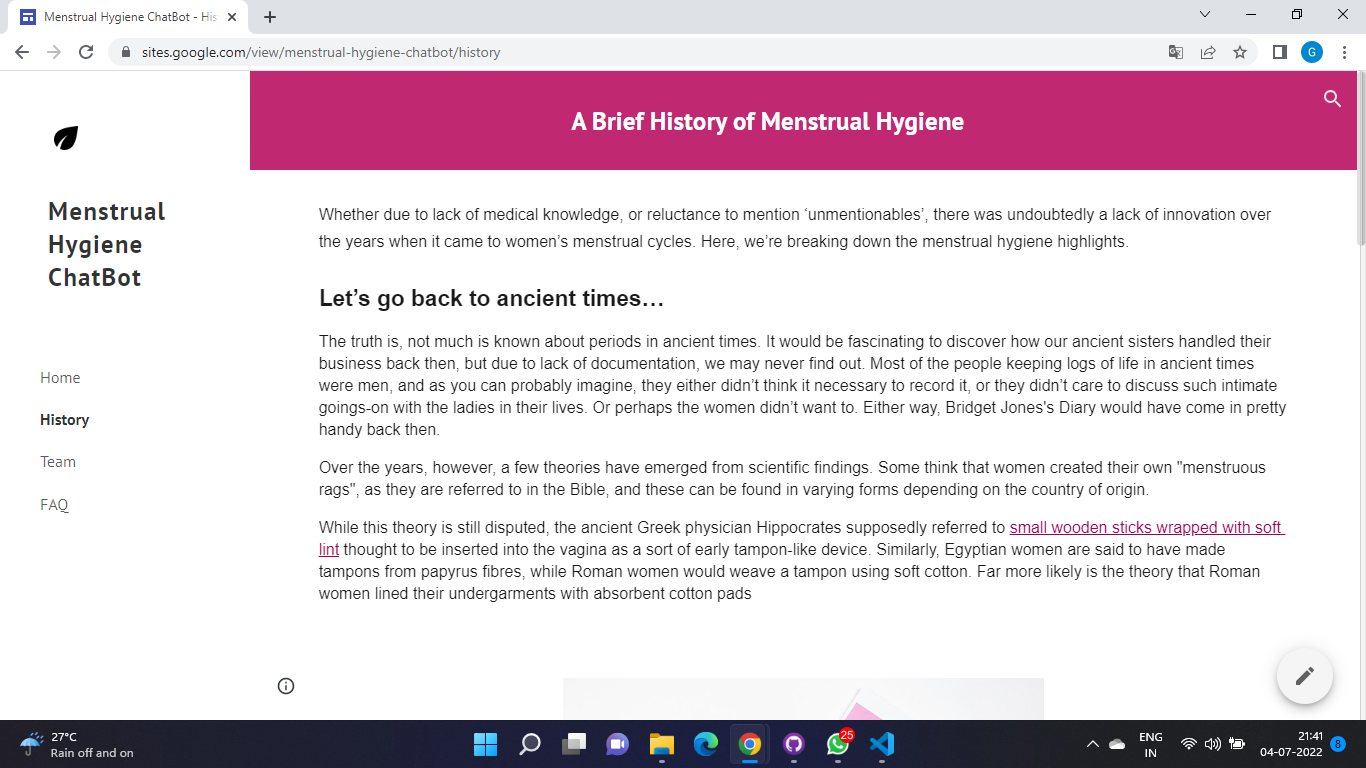 Menstrual Hygiene ChatBot - His
sites.google.com/view/menstrual-hygiene-chatbot/history
G
A Brief History of Menstrual Hygiene
Menstrual
Hygiene
ChatBot
Home
History
Team
FAQ
Whether due to lack of medical knowledge, or reluctance to mention ‘unmentionables’, there was undoubtedly a lack of innovation over
the years when it came to women’s menstrual cycles. Here, we’re breaking down the menstrual hygiene highlights.
Let’s go back to ancient times…
The truth is, not much is known about periods in ancient times. It would be fascinating to discover how our ancient sisters handled their
business back then, but due to lack of documentation, we may never find out. Most of the people keeping logs of life in ancient times
were men, and as you can probably imagine, they either didn’t think it necessary to record it, or they didn’t care to discuss such intimate
goings-on with the ladies in their lives. Or perhaps the women didn’t want to. Either way, Bridget Jones's Diary would have come in pretty
handy back then.
Over the years, however, a few theories have emerged from scientific findings. Some think that women created their own "menstruous
rags", as they are referred to in the Bible, and these can be found in varying forms depending on the country of origin.
While this theory is still disputed, the ancient Greek physician Hippocrates supposedly referred to small wooden sticks wrapped with soft
lint thought to be inserted into the vagina as a sort of early tampon-like device. Similarly, Egyptian women are said to have made
tampons from papyrus fibres, while Roman women would weave a tampon using soft cotton. Far more likely is the theory that Roman
women lined their undergarments with absorbent cotton pads
27°C
Rain off and on
25
ENG
IN
21:41
04-07-2022
8